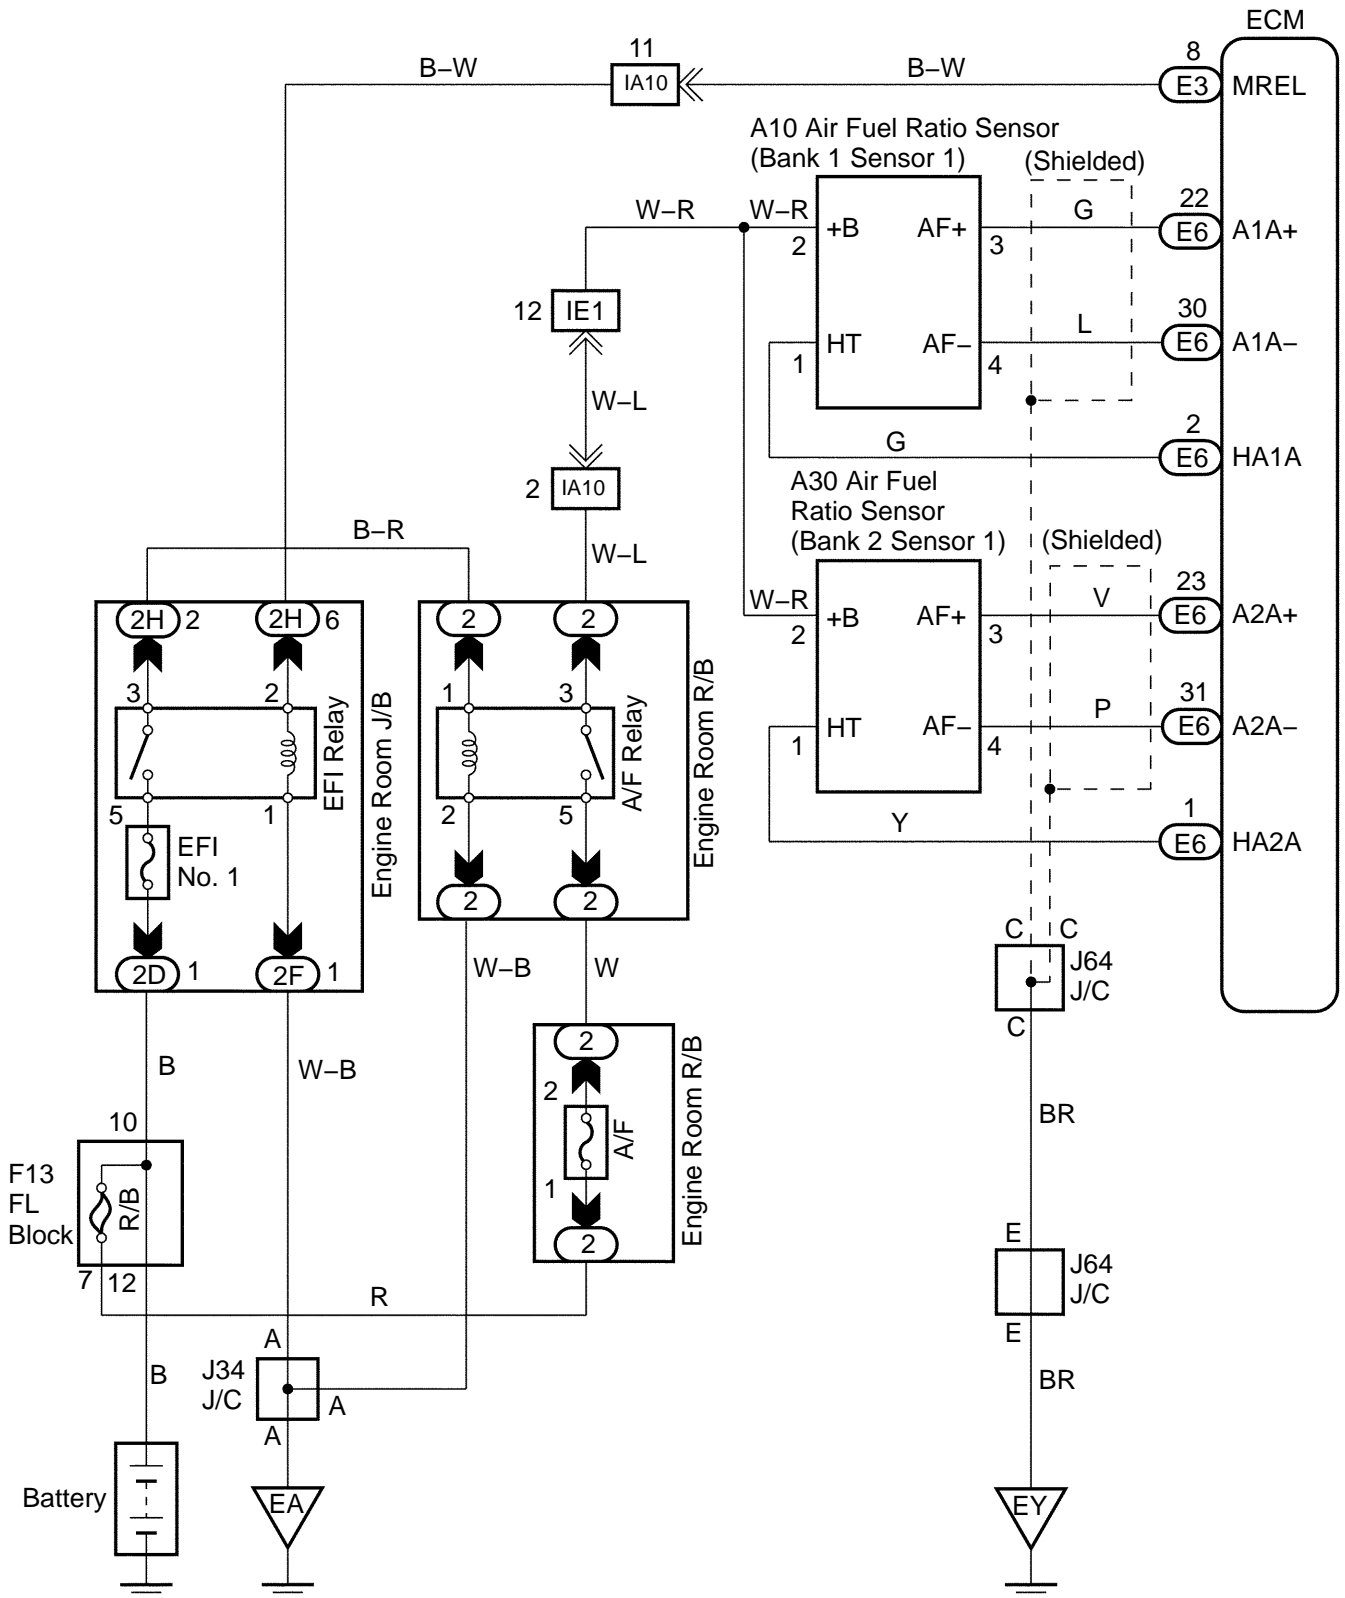 ECM
11
8
B–W
IA10
B–W
E3
MREL
A10 Air Fuel Ratio Sensor
(Bank 1 Sensor 1)
(Shielded)
W–R
W–R
G
22
2
+B
AF+
3
E6
A1A+
12
IE1
L
30
1
HT
AF–
4
E6
A1A–
W–L
G
2
E6
HA1A
2
IA10
A30 Air Fuel
Ratio Sensor
(Bank 2 Sensor 1)
(Shielded)
B–R
W–L
W–R
V
23
2
+B
AF+
3
E6
A2A+
2H
2
2H
6
2
2
3
2
1
3
P
31
1
HT
AF–
4
E6
A2A–
EFI Relay
Engine Room J/B
A/F Relay
Engine Room R/B
5
1
2
5
EFI
No. 1
Y
1
E6
HA2A
2
2
2D
1
2F
1
W–B
W
C
C
J64
J/C
C
B
W–B
2
2
A/F
1
2
Engine Room R/B
BR
10
F13
FL
Block
R/B
7
12
R
E
J64
J/C
E
B
A
J34
J/C
A
A
BR
Battery
EA
EY